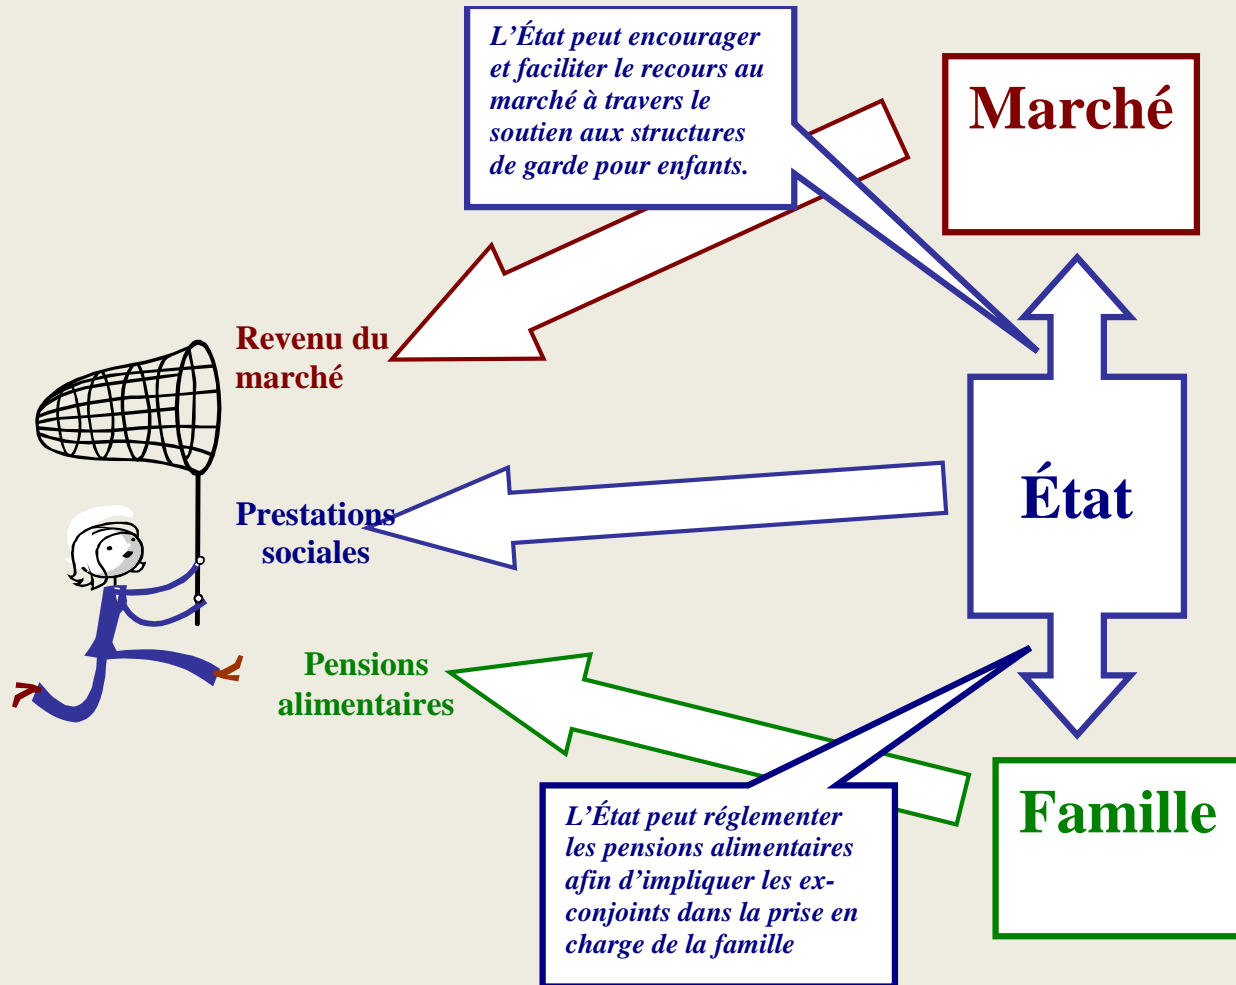 L’État peut encourager
et faciliter le recours au
marché à travers le
soutien aux structures
de garde pour enfants.
Marché
Revenu du
marché
Prestations
sociales
État
Pensions
alimentaires
L’État peut réglementer
les pensions alimentaires
afin d’impliquer les ex-
conjoints dans la prise en
charge de la famille
Famille